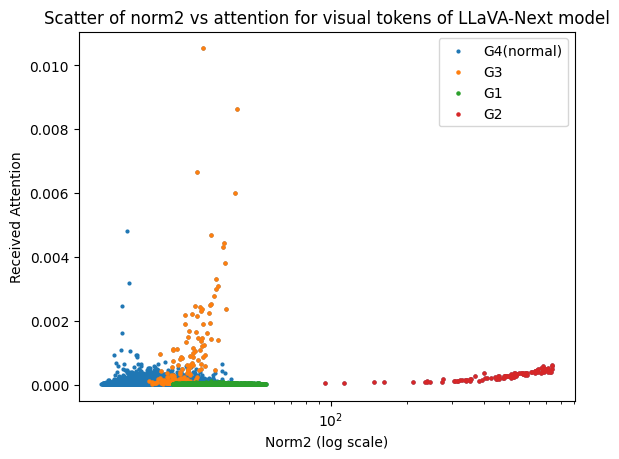 Scatter of norm2 vs attention for visual tokens of LLaVA-Next model
G4(normal)
G3
G1
G2
Received Attention
0.010
0.008
0.006
0.004
0.002
0.000
10²
Norm2 (log scale)